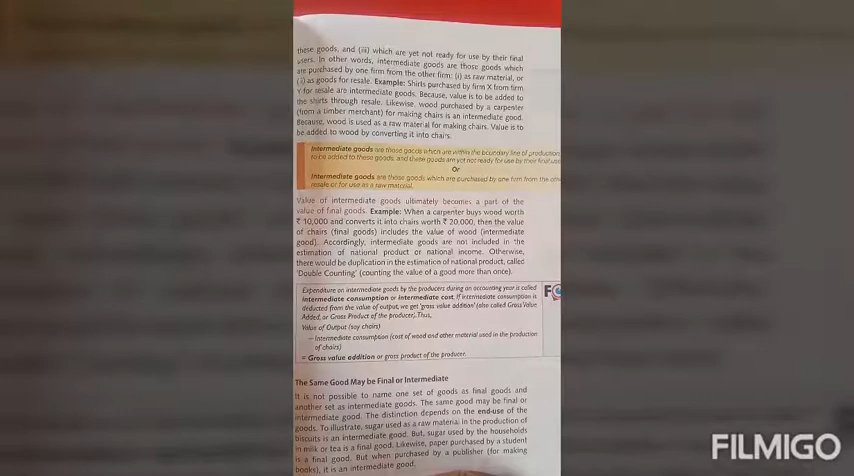 these goods, and (iii) which are yet not ready for use by their final
users. In other words, intermediate goods are those goods which
are purchased by one firm from the other firm: (i) as raw material, or
(ii) as goods for resale. Example: Shirts purchased by firm X from firm
Y for resale are intermediate goods. Because, value is to be added to
the shirts through resale. Likewise, wood purchased by a carpenter
(from a timber merchant) for making chairs is an intermediate good.
Because, wood is used as a raw material for making chairs. Value is to
be added to wood by converting it into chairs.
Intermediate goods are those goods which are within the boundary line of production
to be added to these goods, and these goods are yet not ready for use by their final use
Or
Intermediate goods are those goods which are purchased by one firm from the oth
resale or for use as a raw material.
Value of intermediate goods ultimately becomes a part of the
value of final goods. Example: When a carpenter buys wood worth
₹ 10,000 and converts it into chairs worth ₹ 20,000, then the value
of chairs (final goods) includes the value of wood (intermediate
good). Accordingly, intermediate goods are not included in the
estimation of national product or national income. Otherwise,
there would be duplication in the estimation of national product, called
'Double Counting' (counting the value of a good more than once).
Expenditure on intermediate goods by the producers during an accounting year is called
intermediate consumption or intermediate cost. If intermediate consumption is
deducted from the value of output, we get 'gross value addition' (also called Gross Value
Added, or Gross Product of the producer). Thus,
Value of Output (say chairs)
– Intermediate consumption (cost of wood and other material used in the production
of chairs)
= Gross value addition or gross product of the producer.
F
The Same Good May be Final or Intermediate
It is not possible to name one set of goods as final goods and
another set as intermediate goods. The same good may be final or
intermediate good. The distinction depends on the end-use of the
goods. To illustrate, sugar used as a raw material in the production of
biscuits is an intermediate good. But, sugar used by the households
in milk or tea is a final good. Likewise, paper purchased by a student
is a final good. But when purchased by a publisher (for making
books), it is an intermediate good.
FILMIGO